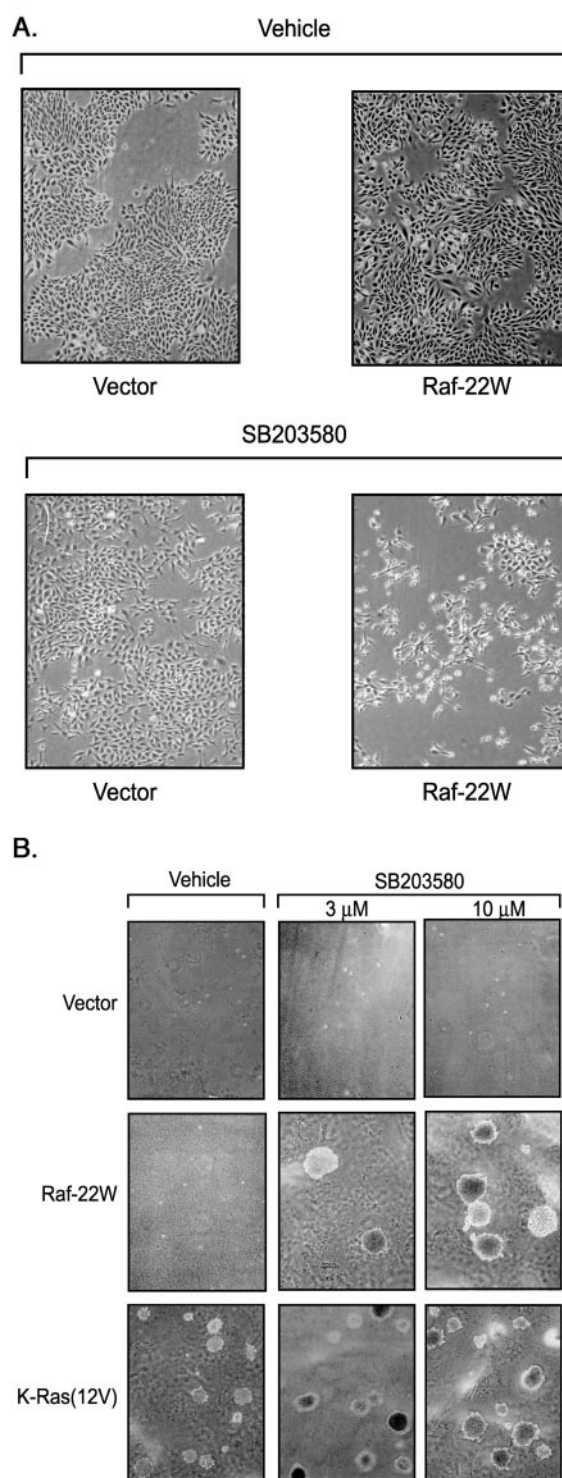 A.
Vehicle
Vector Raf-22W
SB203580
Vector Raf-22W
B.
Vehicle SB203580
3 μM 10 μM
Vector
Raf-22W
K-Ras(12V)